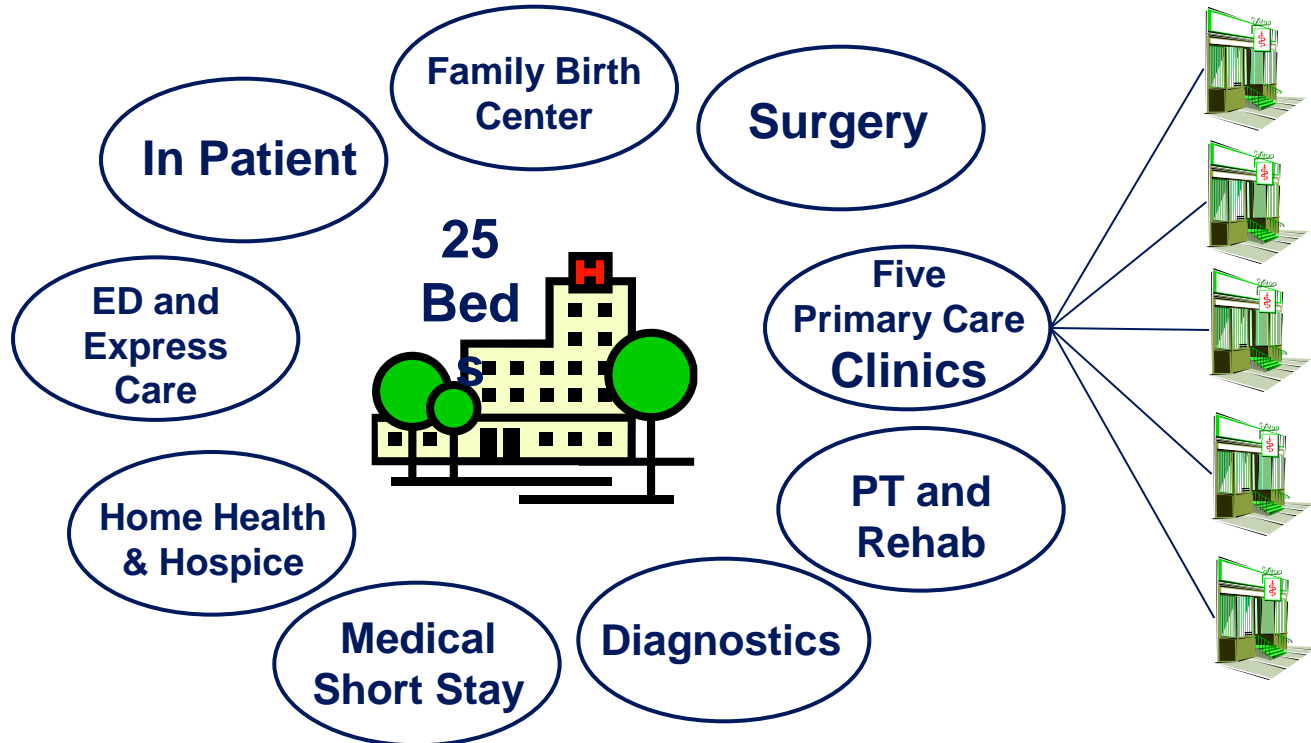 Family Birth
Center
Surgery
In Patient
25
Bed
s
H
ED and
Express
Care
Five
Primary Care
Clinics
Home Health
& Hospice
PT and
Rehab
Medical
Short Stay
Diagnostics